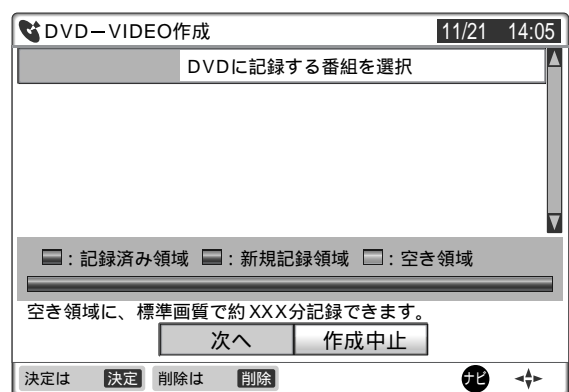 DVD－VIDEO作成 11/21 14:05
DVDに記録する番組を選択
：記録済み領域 ：新規記録領域 ：空き領域
空き領域に、標準画質で約XXX分記録できます。
次へ 作成中止
決定は 決定 削除は 削除 ナビ